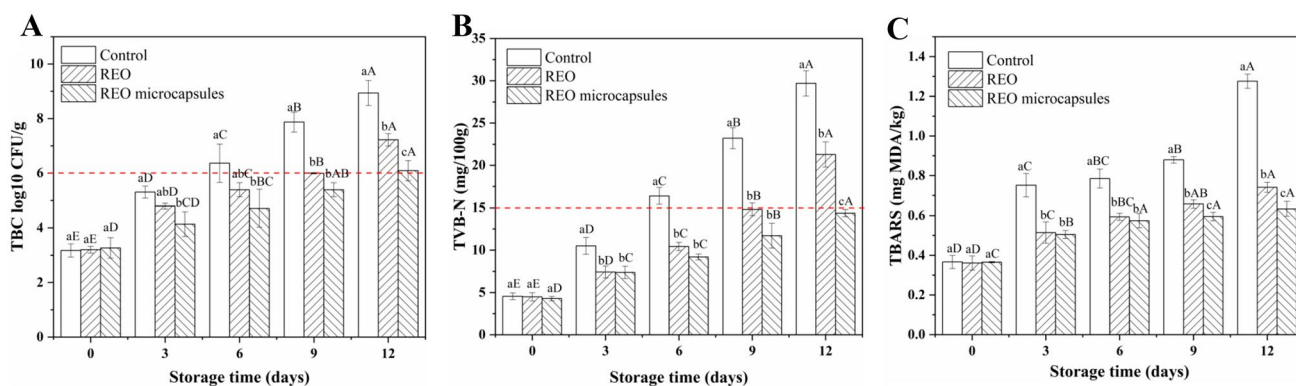 A
TBC log10 CFU/g
10
8
6
4
2
0
Control
REO
REO microcapsules
aE aE aD
aD abD bCD
aC abC bBC
aB bB bAB
aA bA cA
0 3 6 9 12
Storage time (days)
B
TVB-N (mg/100g)
35
30
25
20
15
10
5
0
Control
REO
REO microcapsules
aE aE aD
aD bD bC
aC bC bC
aB bB bB
aA bA cA
0 3 6 9 12
Storage time (days)
C
TBARS (mg MDA/kg)
1.6
1.4
1.2
1.0
0.8
0.6
0.4
0.2
0.0
Control
REO
REO microcapsules
aD aD aC
aC bC bB
aBC bBC bA
aB bAB cA
aA bA cA
0 3 6 9 12
Storage time (days)